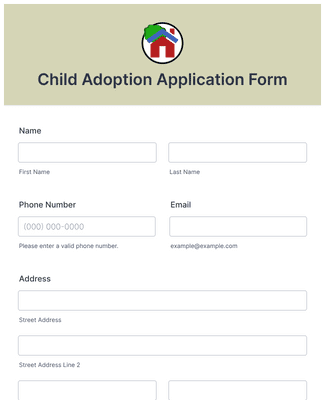 Child Adoption Application Form
Name
First Name
Last Name
Phone Number
Email
(000) 000-0000
Please enter a valid phone number.
example@example.com
Address
Street Address
Street Address Line 2